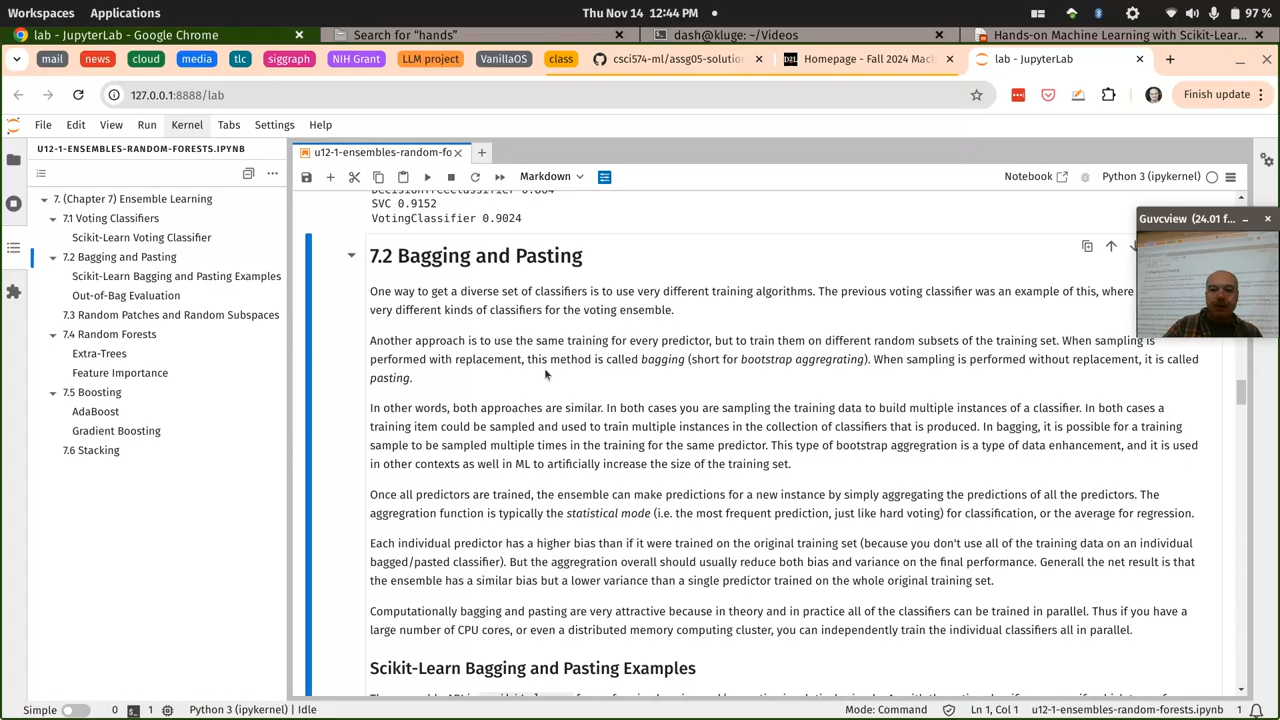 Workspaces Applications Thu Nov 14 12:44 PM 97 %
lab - JupyterLab - Google Chrome Search for “hands” dash@kluge: ~/Videos Hands-on Machine Learning with Scikit-Lear...
mail news cloud media tlc siggraph NIH Grant LLM project VanillaOS class csci574-ml/assg05-solutio Homepage - Fall 2024 Mac lab - JupyterLab
127.0.0.1:8888/lab Finish update
File Edit View Run Kernel Tabs Settings Help
U12-1-ENSEMBLES-RANDOM-FORESTS.IPYNB
u12-1-ensembles-random-fo
Markdown Notebook Python 3 (ipykernel)
7. (Chapter 7) Ensemble Learning
7.1 Voting Classifiers
Scikit-Learn Voting Classifier
7.2 Bagging and Pasting
Scikit-Learn Bagging and Pasting Examples
Out-of-Bag Evaluation
7.3 Random Patches and Random Subspaces
7.4 Random Forests
Extra-Trees
Feature Importance
7.5 Boosting
AdaBoost
Gradient Boosting
7.6 Stacking
DecisionTreeClassifier 0.884
SVC 0.9152
VotingClassifier 0.9024
Guvcview (24.01 f...
7.2 Bagging and Pasting
One way to get a diverse set of classifiers is to use very different training algorithms. The previous voting classifier was an example of this, where
very different kinds of classifiers for the voting ensemble.
Another approach is to use the same training for every predictor, but to train them on different random subsets of the training set. When sampling is
performed with replacement, this method is called bagging (short for bootstrap aggregrating). When sampling is performed without replacement, it is called
pasting.
In other words, both approaches are similar. In both cases you are sampling the training data to build multiple instances of a classifier. In both cases a
training item could be sampled and used to train multiple instances in the collection of classifiers that is produced. In bagging, it is possible for a training
sample to be sampled multiple times in the training for the same predictor. This type of bootstrap aggregration is a type of data enhancement, and it is used
in other contexts as well in ML to artificially increase the size of the training set.
Once all predictors are trained, the ensemble can make predictions for a new instance by simply aggregating the predictions of all the predictors. The
aggregration function is typically the statistical mode (i.e. the most frequent prediction, just like hard voting) for classification, or the average for regression.
Each individual predictor has a higher bias than if it were trained on the original training set (because you don't use all of the training data on an individual
bagged/pasted classifier). But the aggregration overall should usually reduce both bias and variance on the final performance. Generall the net result is that
the ensemble has a similar bias but a lower variance than a single predictor trained on the whole original training set.
Computationally bagging and pasting are very attractive because in theory and in practice all of the classifiers can be trained in parallel. Thus if you have a
large number of CPU cores, or even a distributed memory computing cluster, you can independently train the individual classifiers all in parallel.
Scikit-Learn Bagging and Pasting Examples
Simple 0 1 Python 3 (ipykernel) | Idle Mode: Command Ln 1, Col 1 u12-1-ensembles-random-forests.ipynb 1